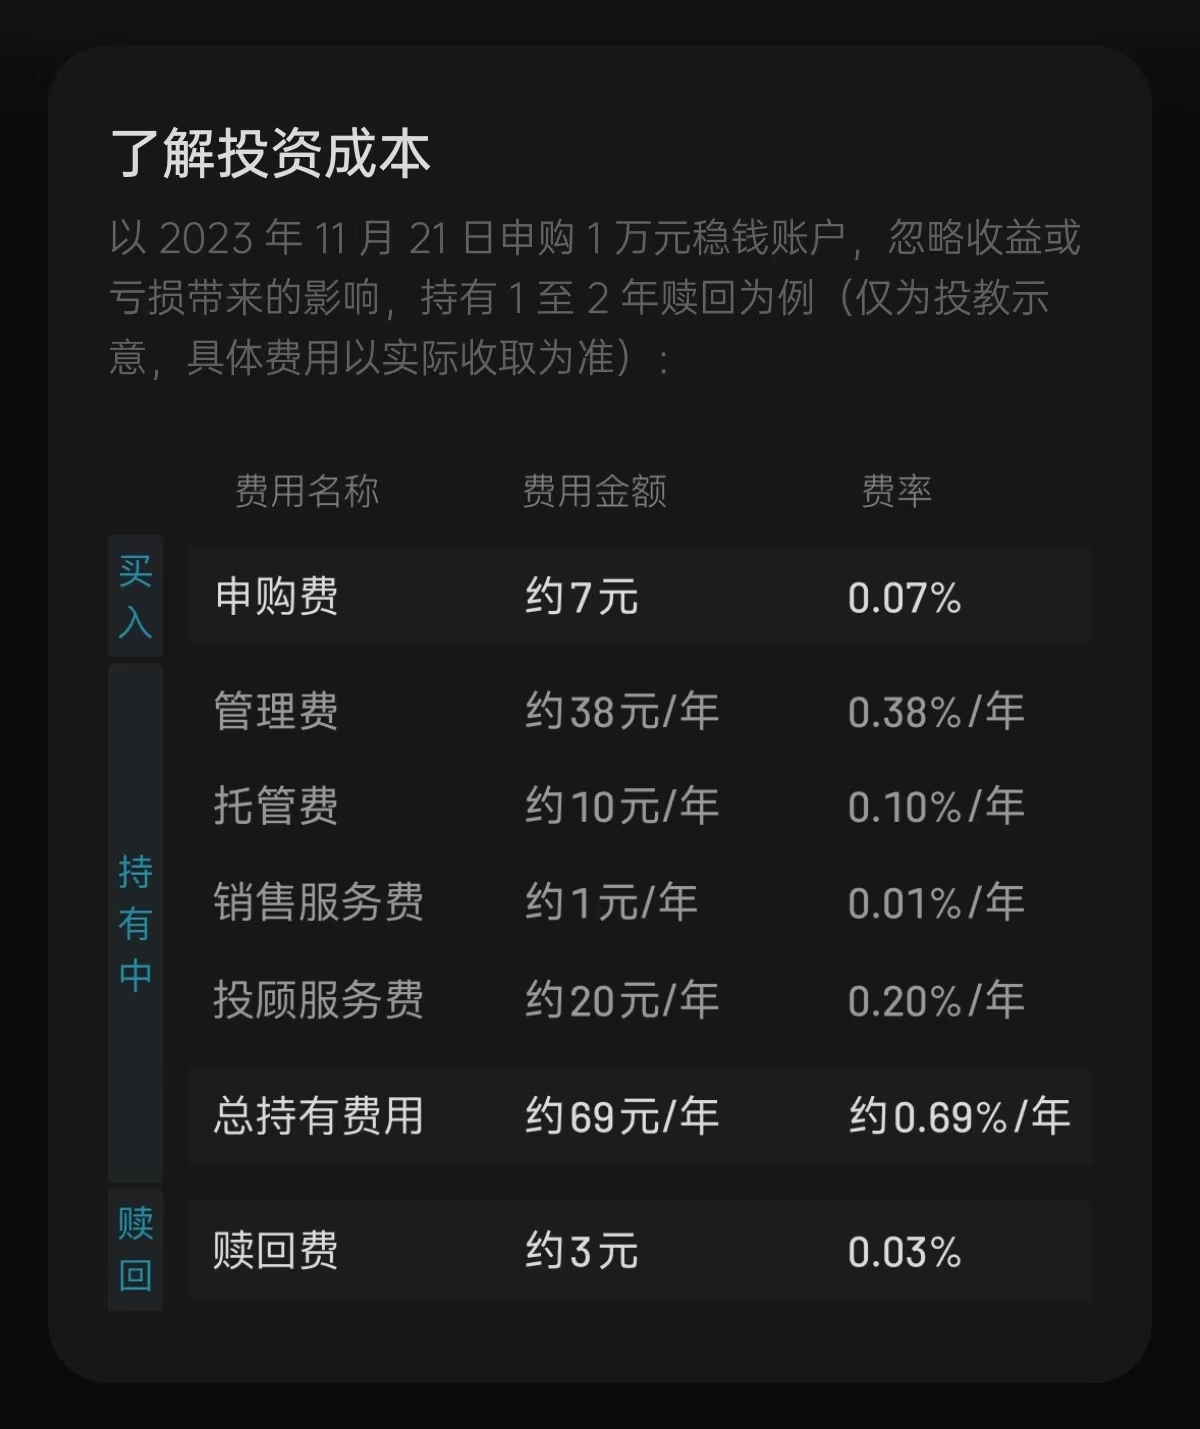 了解投资成本
以 2023 年 11 月 21 日申购 1 万元稳钱账户，忽略收益或
亏损带来的影响，持有 1 至 2 年赎回为例（仅为投教示
意，具体费用以实际收取为准）：
费用名称 费用金额 费率
买入
申购费 约7元 0.07%
持有中
管理费 约38元/年 0.38%/年
托管费 约10元/年 0.10%/年
销售服务费 约1元/年 0.01%/年
投顾服务费 约20元/年 0.20%/年
总持有费用 约69元/年 约0.69%/年
赎回
赎回费 约3元 0.03%